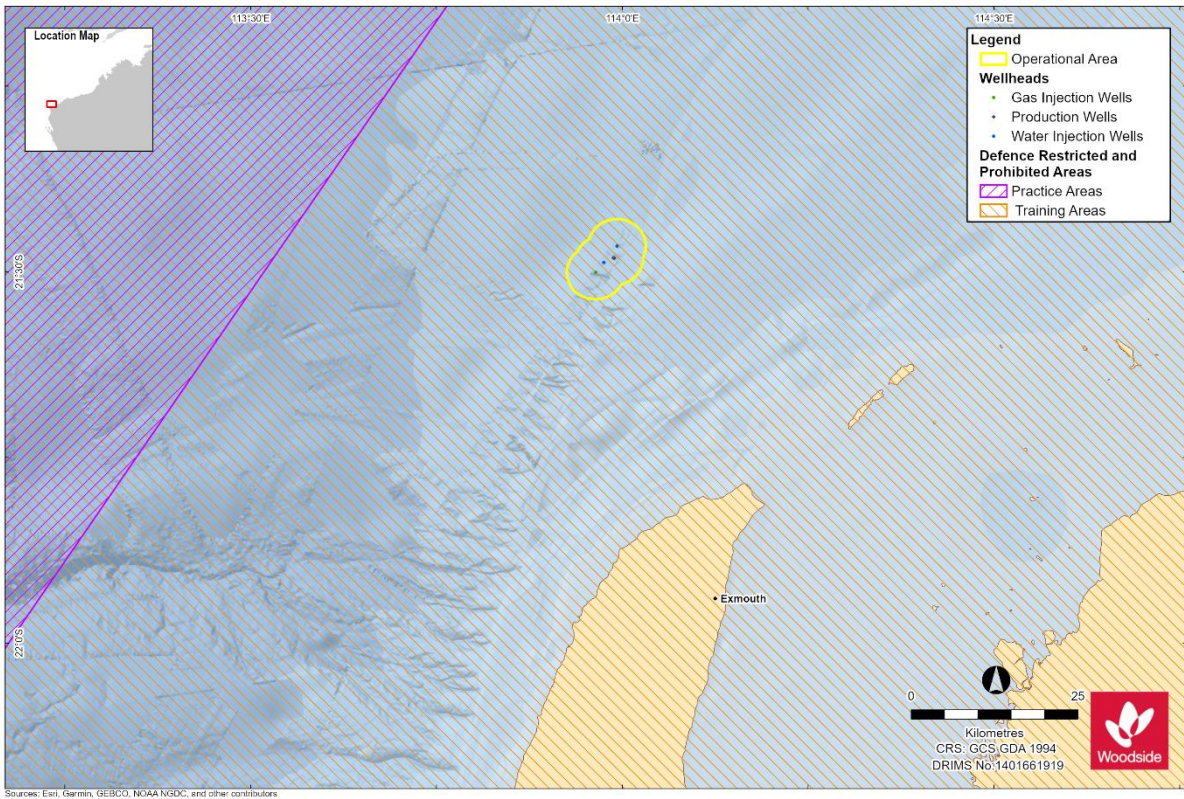 113°30'E
114°0'E
114°30'E
Location Map
Legend
Operational Area
Wellheads
Gas Injection Wells
Production Wells
Water Injection Wells
Defence Restricted and
Prohibited Areas
Practice Areas
Training Areas
21°30'S
22°0'S
Exmouth
0
25
Kilometres
CRS: GCS GDA 1994
DRIMS No:1401661919
Woodside
Sources: Esri, Garmin, GEBCO, NOAA NGDC, and other contributors